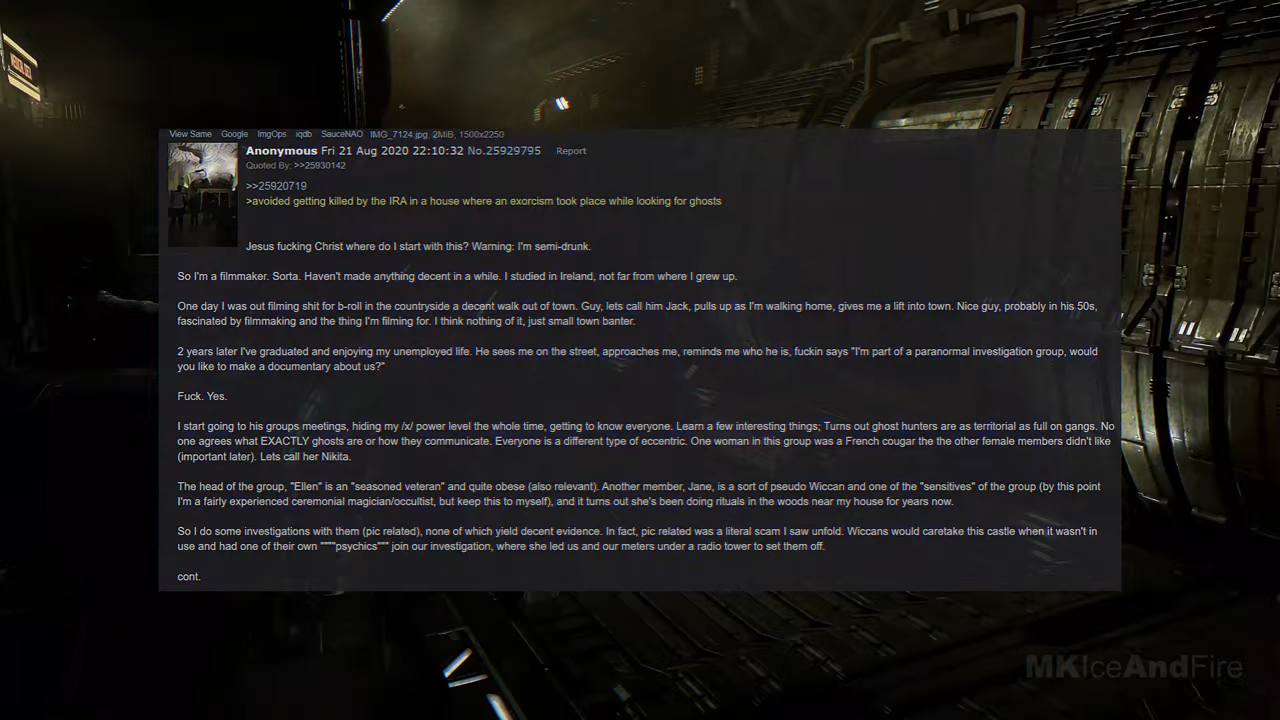 View Same Google ImgOps iqdb SauceNAO IMG_7124.jpg, 2MiB, 1500x2250
Anonymous Fri 21 Aug 2020 22:10:32 No.25929795 Report
Quoted By: >>25930142
>>25920719
>avoided getting killed by the IRA in a house where an exorcism took place while looking for ghosts
Jesus fucking Christ where do I start with this? Warning: I'm semi-drunk.
So I'm a filmmaker. Sorta. Haven't made anything decent in a while. I studied in Ireland, not far from where I grew up.
One day I was out filming shit for b-roll in the countryside a decent walk out of town. Guy, lets call him Jack, pulls up as I'm walking home, gives me a lift into town. Nice guy, probably in his 50s,
fascinated by filmmaking and the thing I'm filming for. I think nothing of it, just small town banter.
2 years later I've graduated and enjoying my unemployed life. He sees me on the street, approaches me, reminds me who he is, fuckin says "I'm part of a paranormal investigation group, would
you like to make a documentary about us?"
Fuck. Yes.
I start going to his groups meetings, hiding my /x/ power level the whole time, getting to know everyone. Learn a few interesting things; Turns out ghost hunters are as territorial as full on gangs. No
one agrees what EXACTLY ghosts are or how they communicate. Everyone is a different type of eccentric. One woman in this group was a French cougar the the other female members didn't like
(important later). Lets call her Nikita.
The head of the group, "Ellen" is an "seasoned veteran" and quite obese (also relevant). Another member, Jane, is a sort of pseudo Wiccan and one of the "sensitives" of the group (by this point
I'm a fairly experienced ceremonial magician/occultist, but keep this to myself), and it turns out she's been doing rituals in the woods near my house for years now.
So I do some investigations with them (pic related), none of which yield decent evidence. In fact, pic related was a literal scam I saw unfold. Wiccans would caretake this castle when it wasn't in
use and had one of their own """"psychics"""" join our investigation, where she led us and our meters under a radio tower to set them off.
cont.
MKIceAndFire